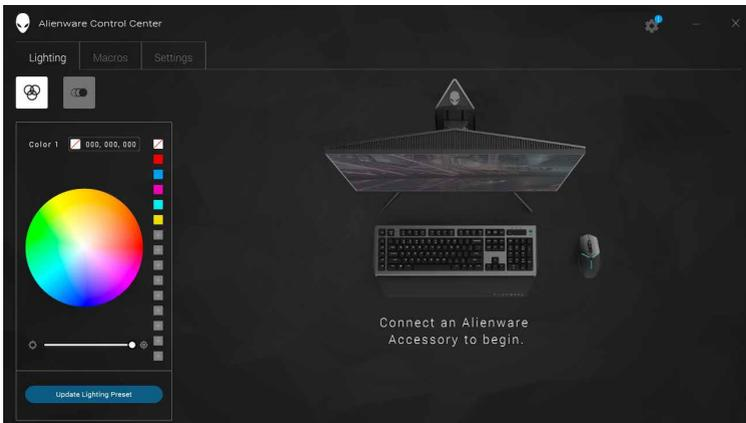 Alienware Control Center
Lighting
Macros
Settings
Color 1
000, 000, 000
Connect an Alienware
Accessory to begin.
Update Lighting Preset